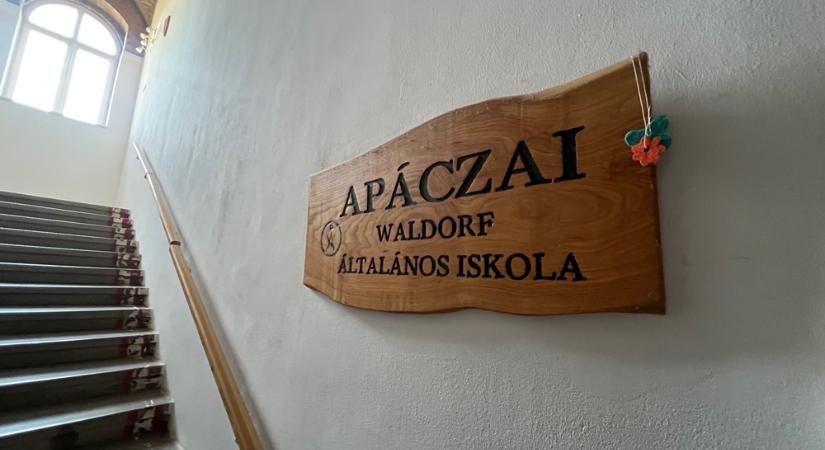 APÁCZAI
WALDORF
ÁLTALÁNOS ISKOLA